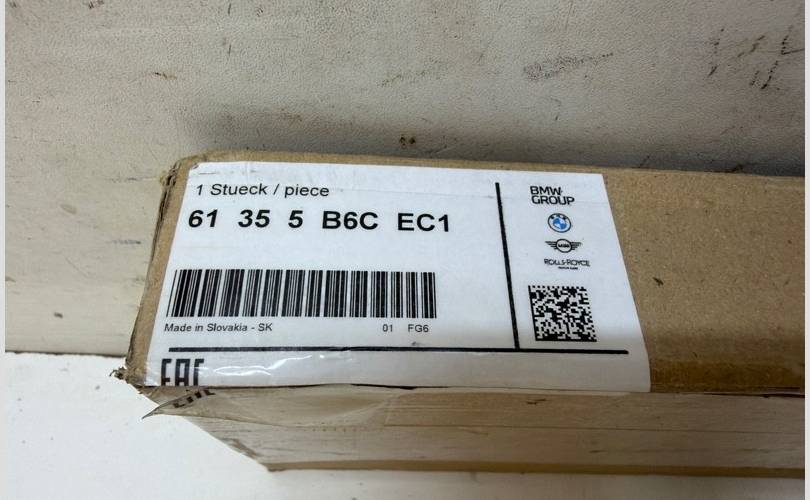 1 Stueck / piece
61 35 5 B6C EC1
Made in Slovakia - SK 01 FG6
EAC
BMW
GROUP
MINI
ROLLS-ROYCE